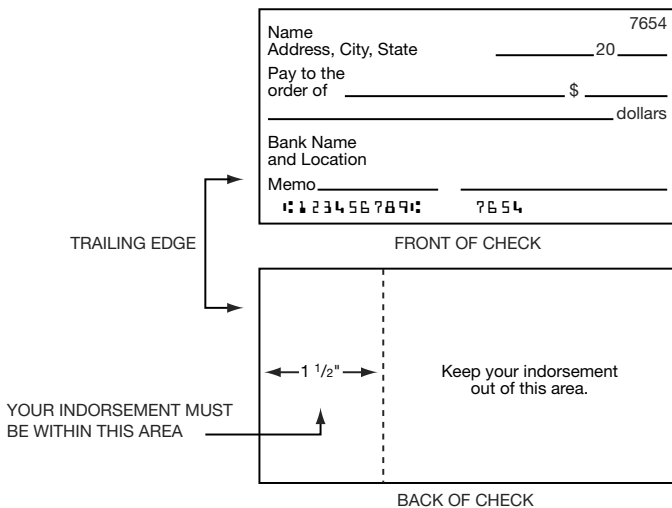 7654
Name
Address, City, State 20
Pay to the
order of $
dollars
Bank Name
and Location
Memo
⑆123456789⑆ 7654
TRAILING EDGE
FRONT OF CHECK
1 1/2"
Keep your indorsement
out of this area.
YOUR INDORSEMENT MUST
BE WITHIN THIS AREA
BACK OF CHECK